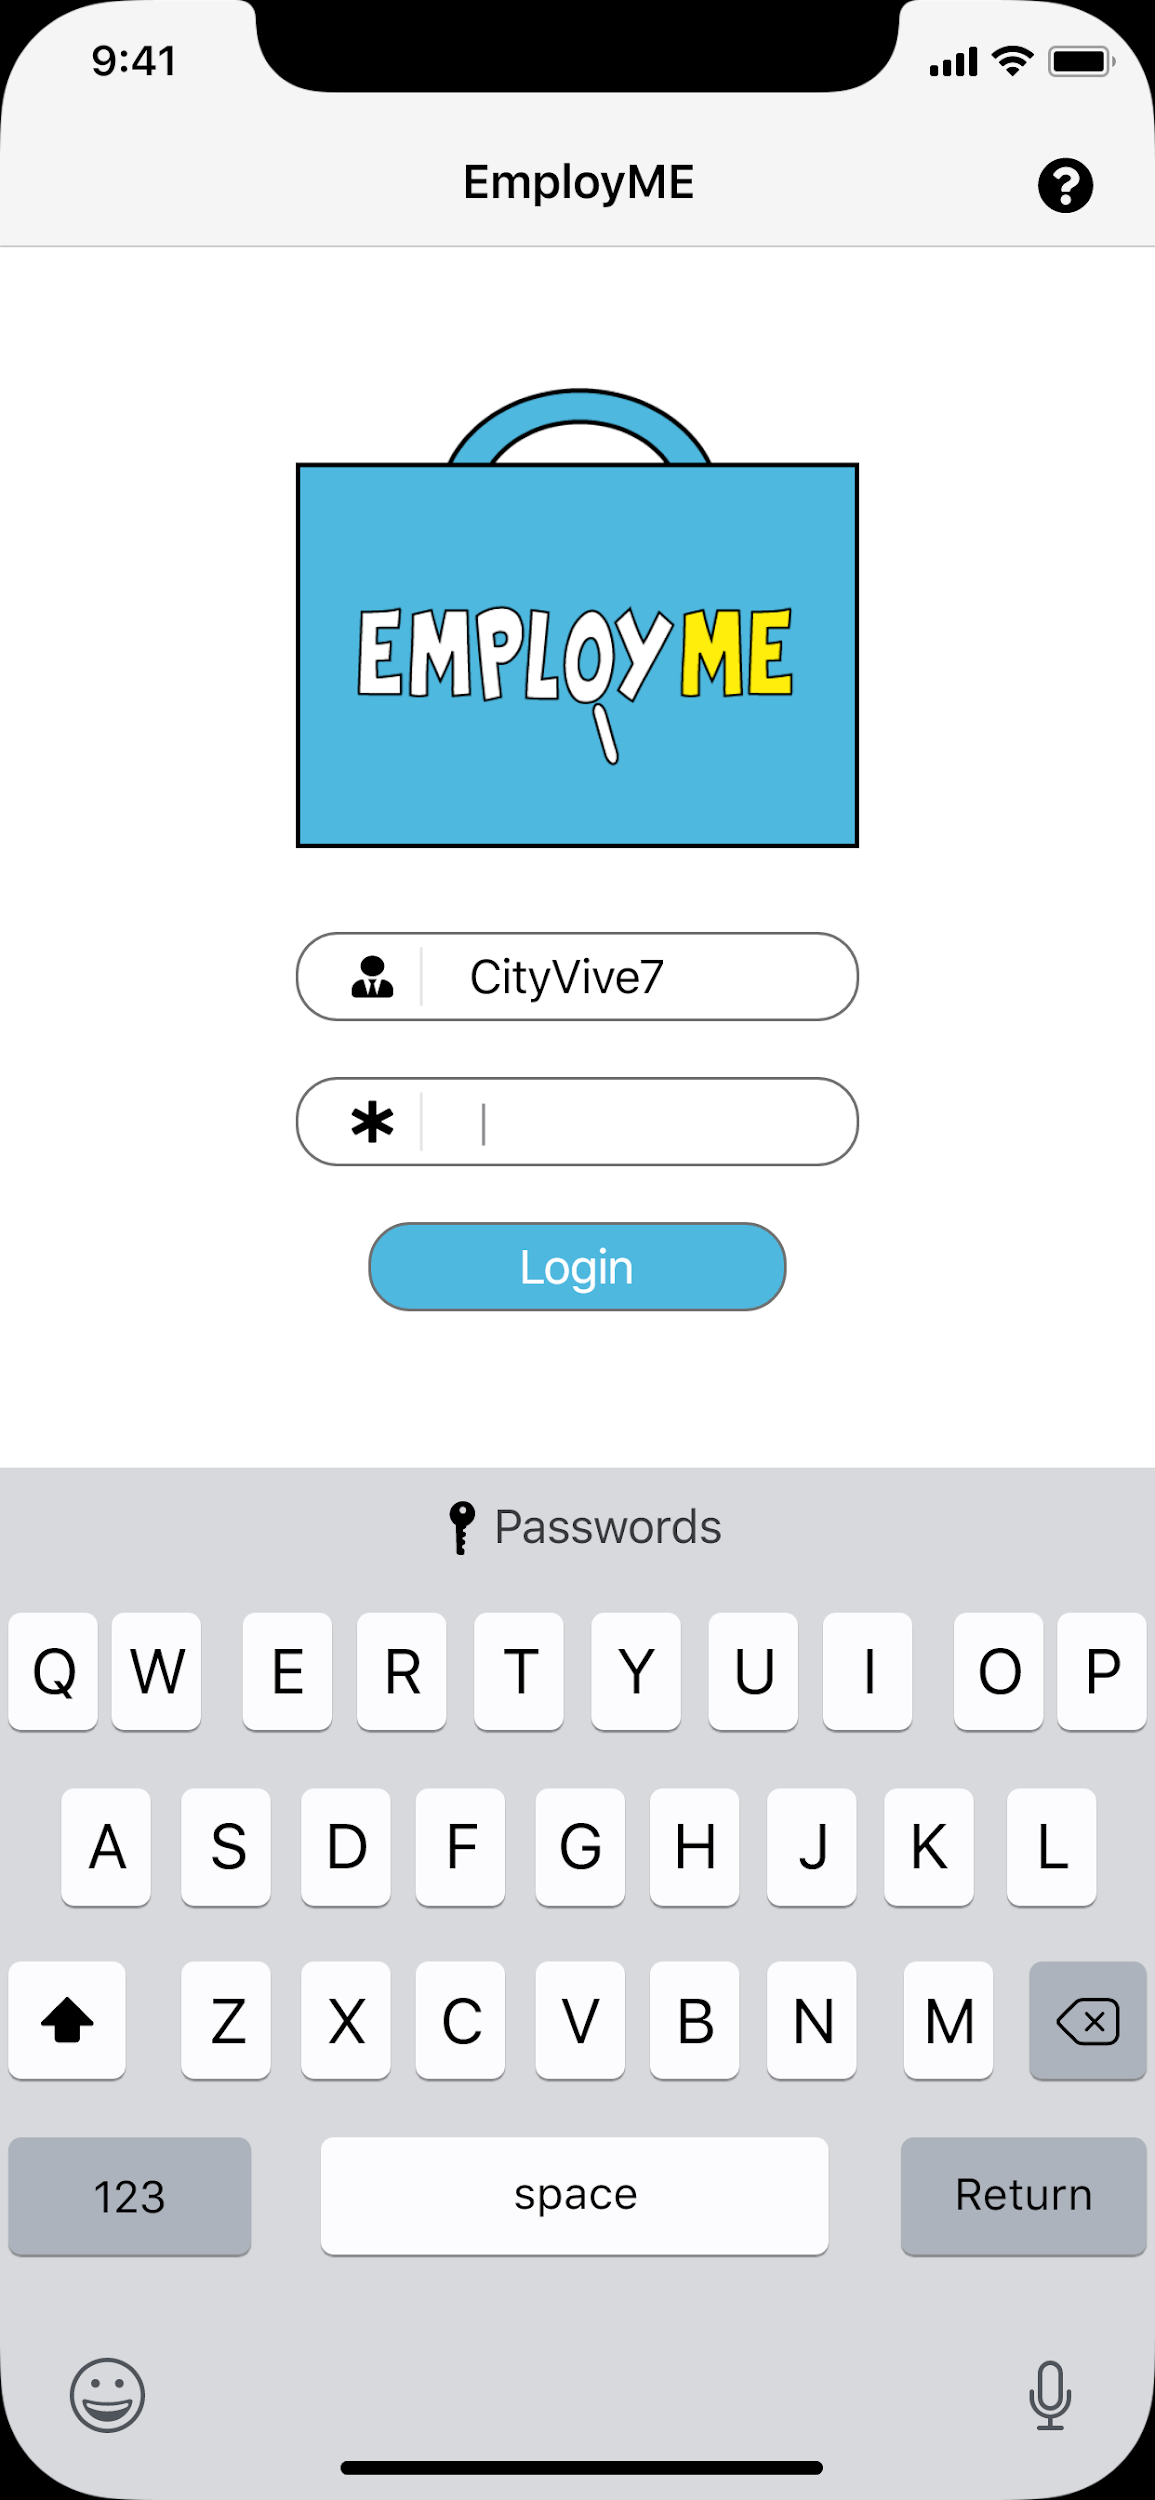 9:41
EmployME
EMPLOYME
CityVive7
Login
Passwords
Q W E R T Y U I O P
A S D F G H J K L
Z X C V B N M
123 space Return